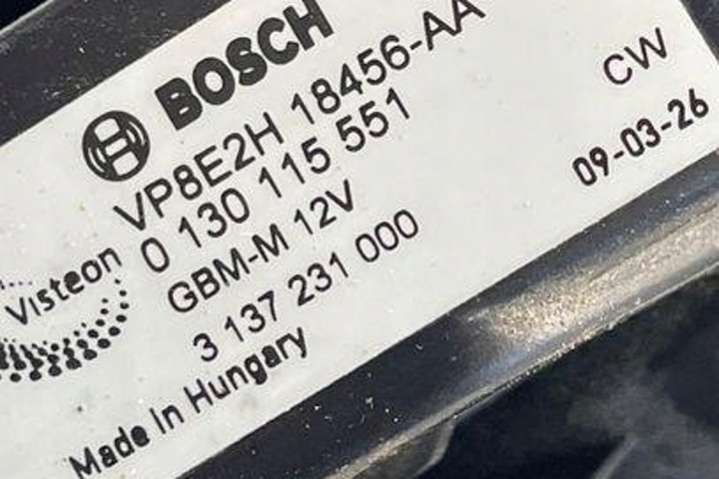 BOSCH
VP8E2H 18456-AA
0 130 115 551
CW
GBM-M 12V
09-03-26
Visteon
3 137 231 000
Made In Hungary